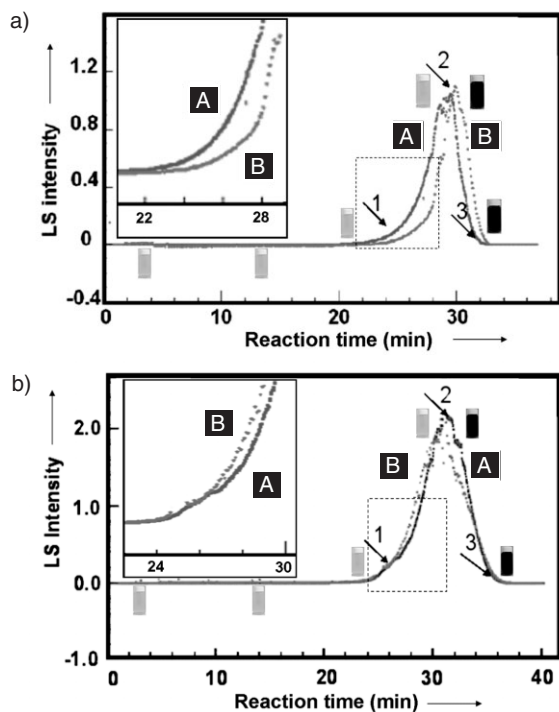 a)
LS intensity
1.2
0.8
0.4
0
-0.4
A
B
22 28
2
A B
1
3
0 10 20 30
Reaction time (min)
b)
LS Intensity
2.0
1.0
0.0
-1.0
B
A
24 30
2
B A
1
3
0 10 20 30 40
Reaction time (min)